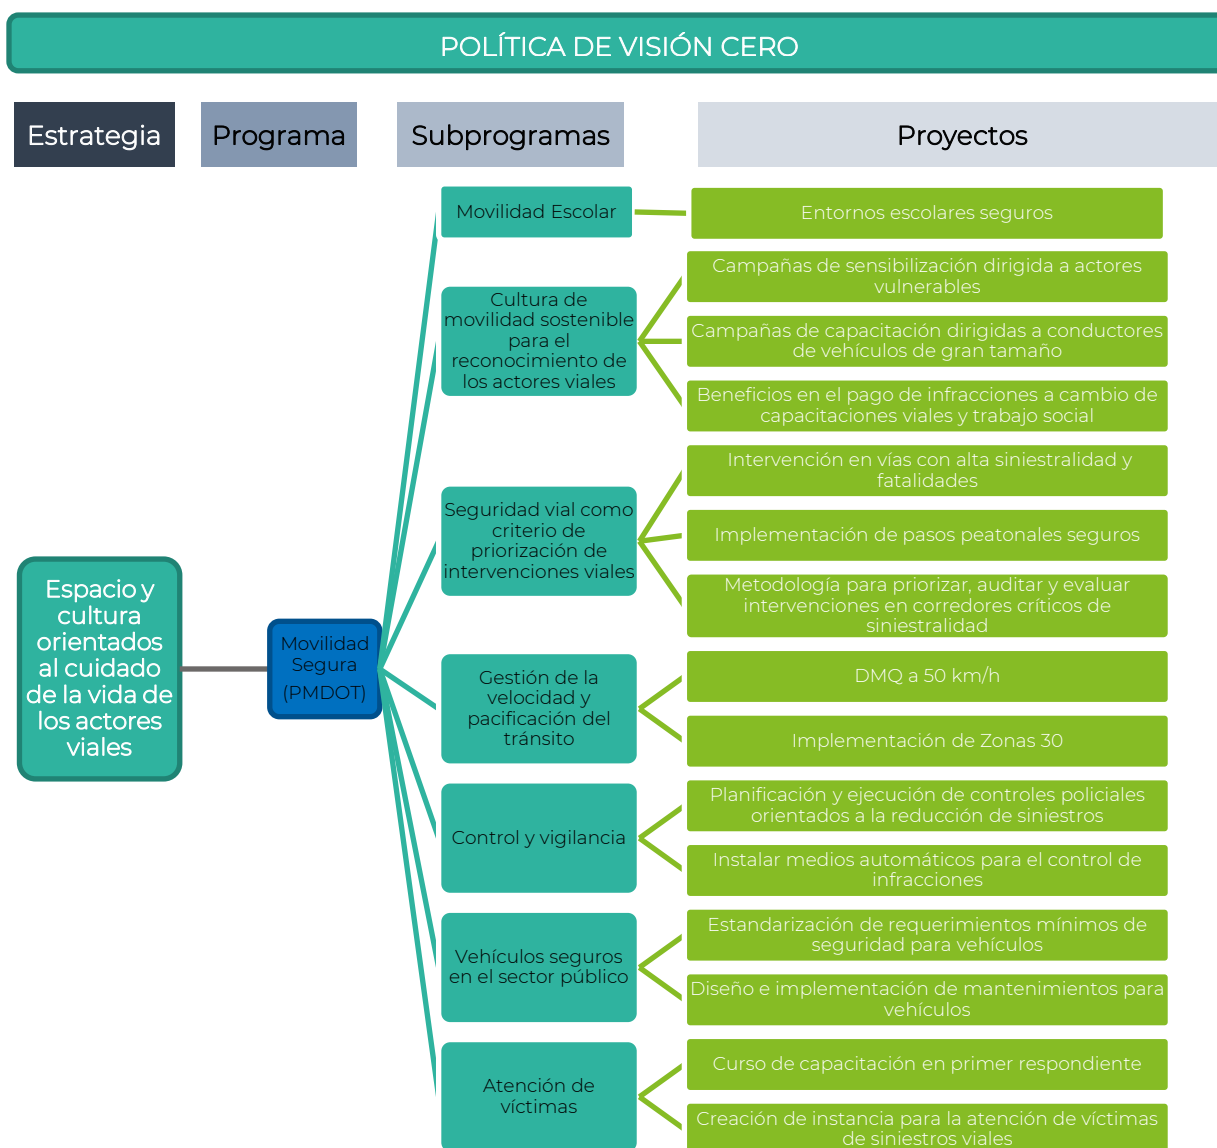 POLÍTICA DE VISIÓN CERO
Estrategia
Programa
Subprogramas
Proyectos
Espacio y
cultura
orientados
al cuidado
de la vida de
los actores
viales
Movilidad
Segura
(PMDOT)
Movilidad Escolar
Entornos escolares seguros
Cultura de
movilidad sostenible
para el
reconocimiento de
los actores viales
Campañas de sensibilización dirigida a actores
vulnerables
Campañas de capacitación dirigidas a conductores
de vehículos de gran tamaño
Beneficios en el pago de infracciones a cambio de
capacitaciones viales y trabajo social
Seguridad vial como
criterio de
priorización de
intervenciones viales
Intervención en vías con alta siniestralidad y
fatalidades
Implementación de pasos peatonales seguros
Metodología para priorizar, auditar y evaluar
intervenciones en corredores críticos de
siniestralidad
Gestión de la
velocidad y
pacificación del
tránsito
DMQ a 50 km/h
Implementación de Zonas 30
Control y vigilancia
Planificación y ejecución de controles policiales
orientados a la reducción de siniestros
Instalar medios automáticos para el control de
infracciones
Vehículos seguros
en el sector público
Estandarización de requerimientos mínimos de
seguridad para vehículos
Diseño e implementación de mantenimientos para
vehículos
Atención de
víctimas
Curso de capacitación en primer respondiente
Creación de instancia para la atención de víctimas
de siniestros viales